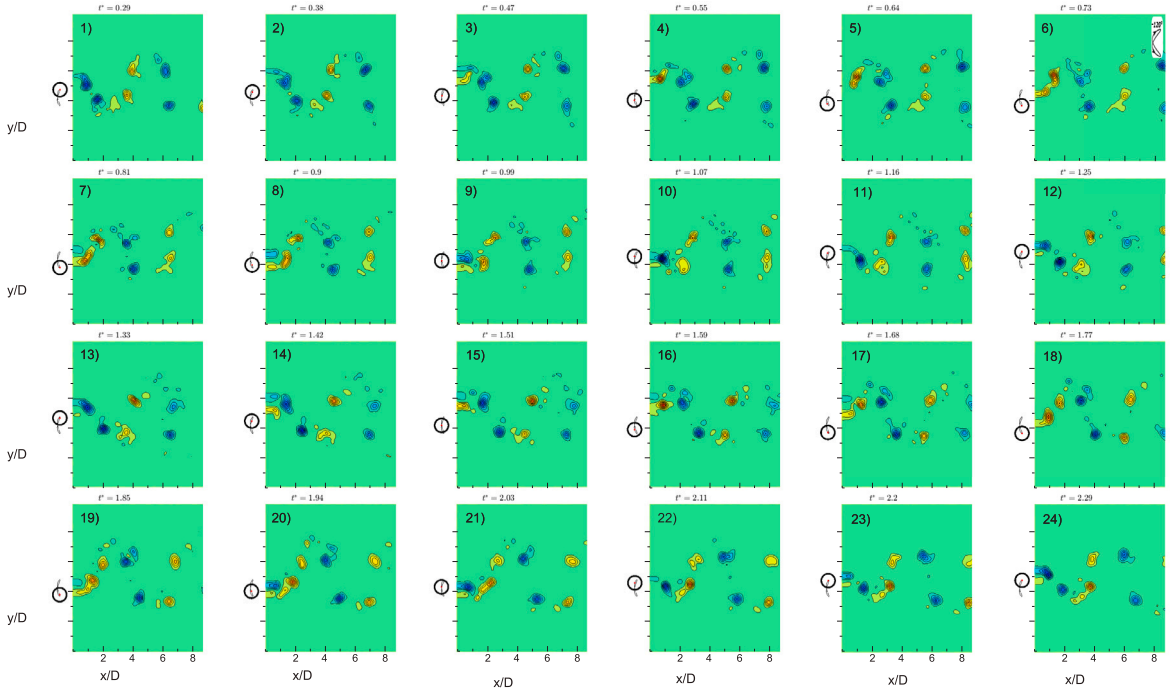 t* = 0.29 t* = 0.38 t* = 0.47 t* = 0.55 t* = 0.64 t* = 0.73
1) 2) 3) 4) 5) 6)
y/D
t* = 0.81 t* = 0.9 t* = 0.99 t* = 1.07 t* = 1.16 t* = 1.25
7) 8) 9) 10) 11) 12)
y/D
t* = 1.33 t* = 1.42 t* = 1.51 t* = 1.59 t* = 1.68 t* = 1.77
13) 14) 15) 16) 17) 18)
y/D
t* = 1.85 t* = 1.94 t* = 2.03 t* = 2.11 t* = 2.2 t* = 2.29
19) 20) 21) 22) 23) 24)
y/D
2 4 6 8 2 4 6 8 2 4 6 8 2 4 6 8 2 4 6 8 2 4 6 8
x/D x/D x/D x/D x/D x/D